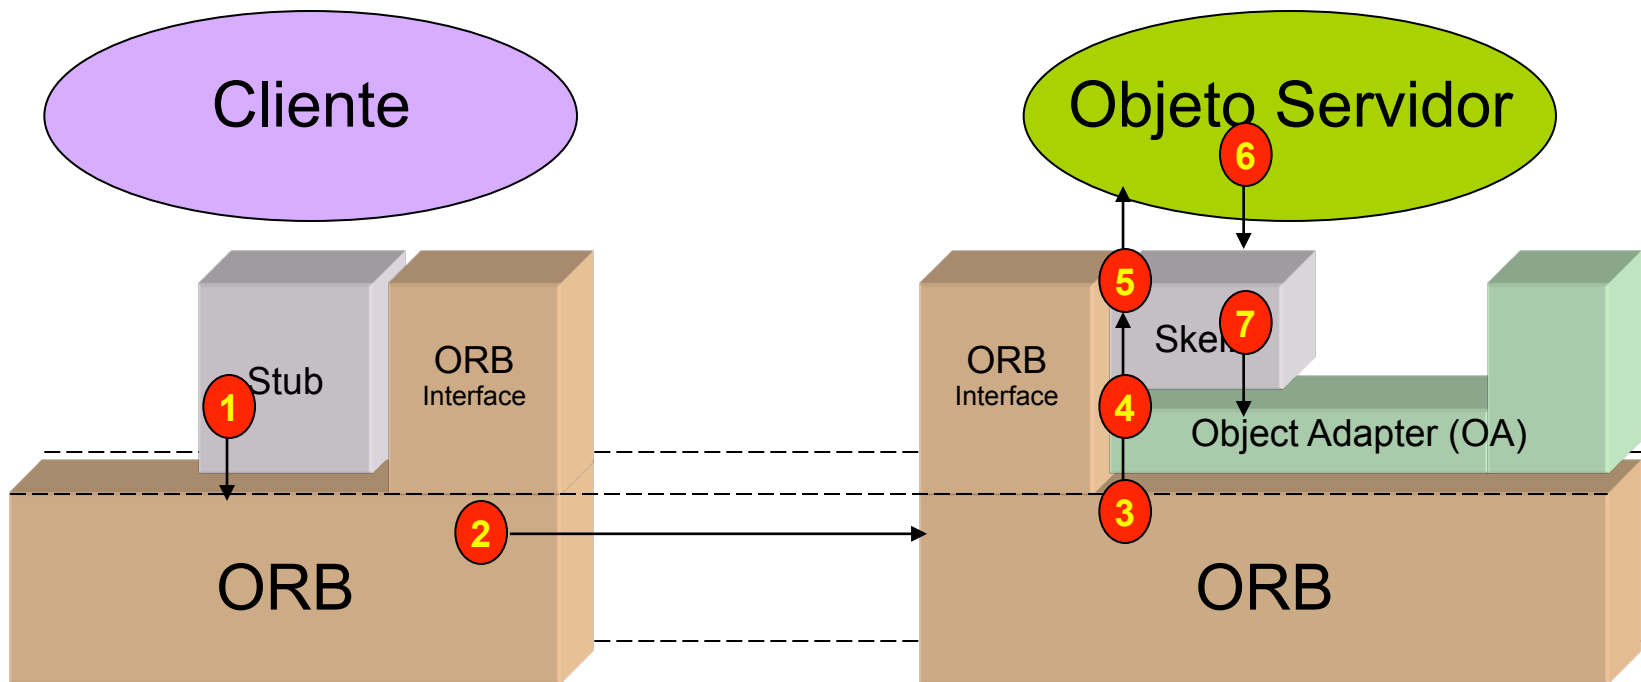 Cliente
Objeto Servidor
6
5
7
Stub
ORB
Interface
ORB
Interface
1
4
Object Adapter (OA)
2
3
ORB
ORB